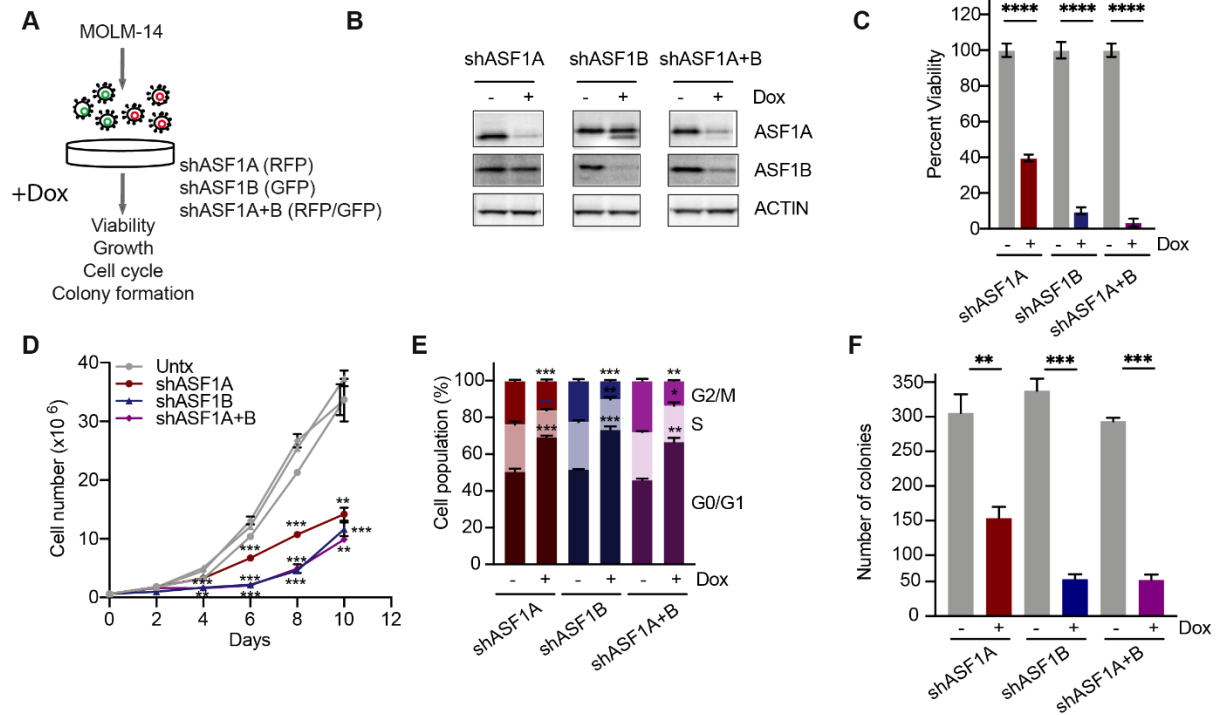 A
MOLM-14
+Dox
shASF1A (RFP)
shASF1B (GFP)
shASF1A+B (RFP/GFP)
Viability
Growth
Cell cycle
Colony formation
B
shASF1A shASF1B shASF1A+B
- + - + - + Dox
ASF1A
ASF1B
ACTIN
C
**** **** ****
Percent Viability
120
100
80
60
40
20
0
- + - + - + Dox
shASF1A
shASF1B
shASF1A+B
D
Untx
shASF1A
shASF1B
shASF1A+B
Cell number (x10 6)
40
30
20
10
0
*** ** *** *** *** *** *** *** ** *** **
0 2 4 6 8 10 12
Days
E
Cell population (%)
100
80
60
40
20
0
*** *** **
** ** *
*** *** **
G2/M
S
G0/G1
- + - + - + Dox
shASF1A
shASF1B
shASF1A+B
F
** *** ***
Number of colonies
350
300
250
200
150
100
50
0
- + - + - + Dox
shASF1A
shASF1B
shASF1A+B